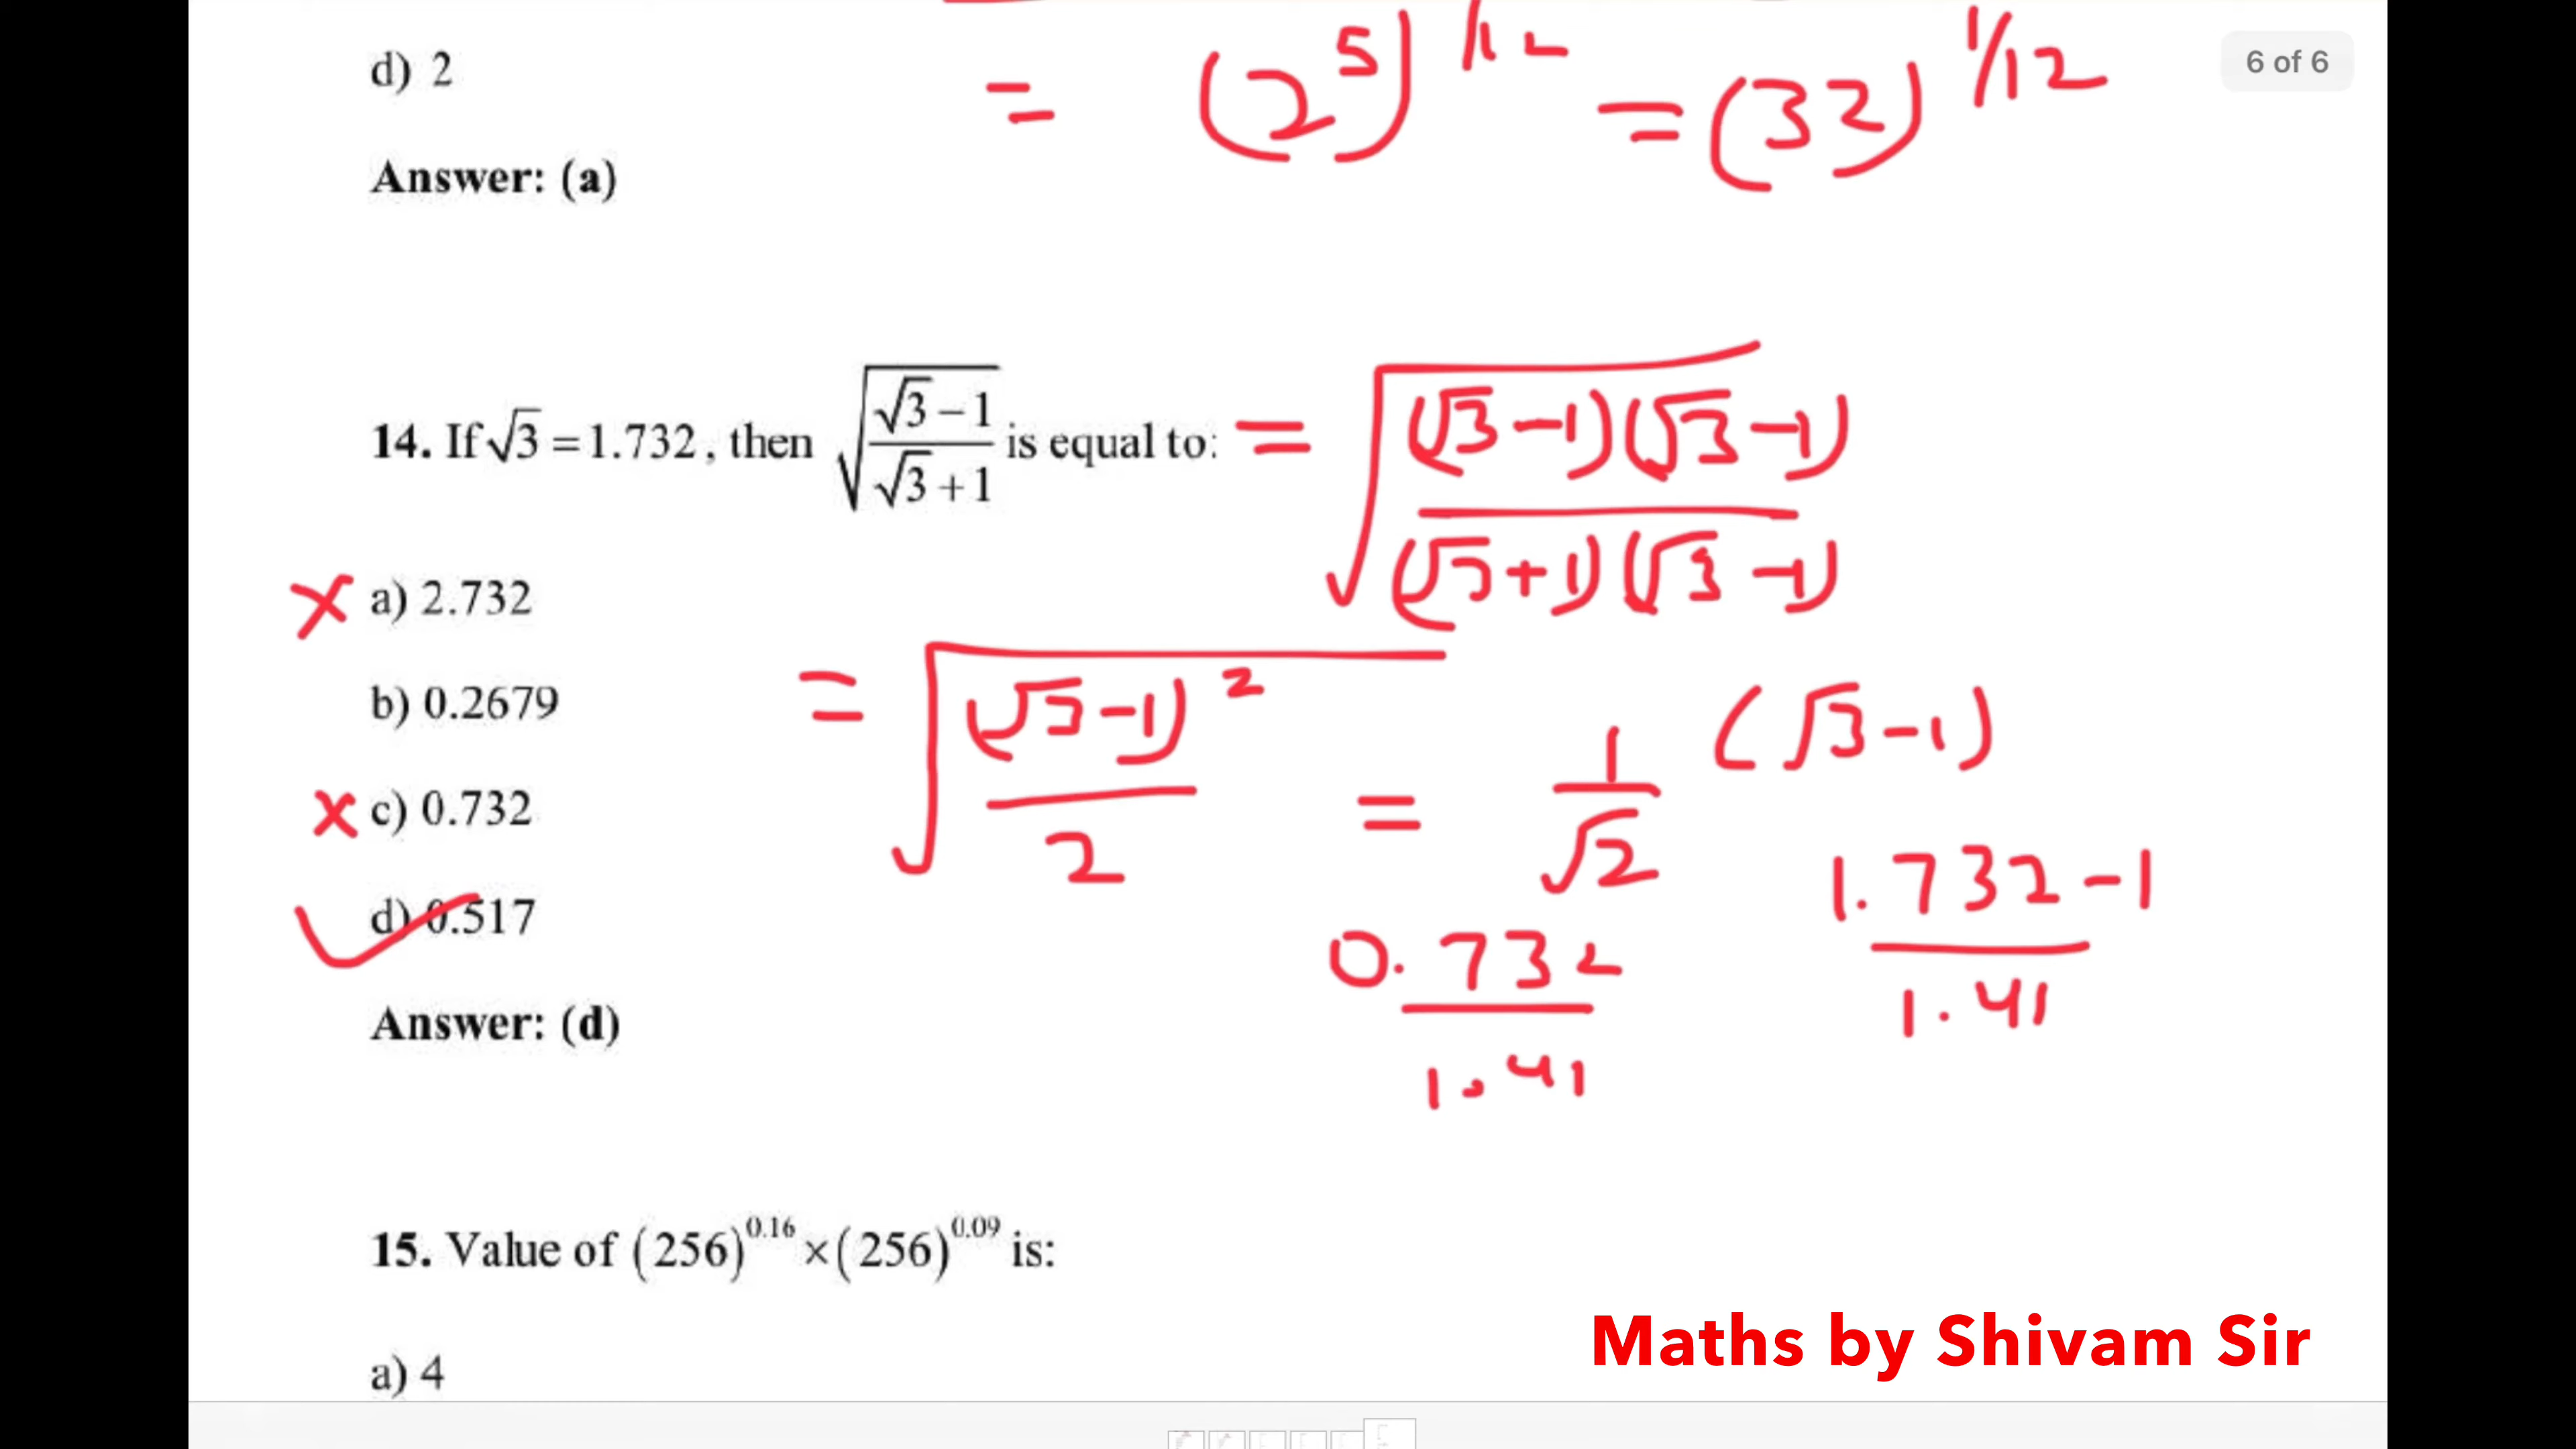 d) 2
= (2⁵)^1/12 = (32)^1/12
6 of 6
Answer: (a)
14. If √3 = 1.732, then √((√3 − 1)/(√3 + 1)) is equal to: = √(((√3 − 1)(√3 − 1))/((√3 + 1)(√3 − 1)))
a) 2.732
b) 0.2679
= √((√3 − 1)²/2) = 1/√2 (√3 − 1)
c) 0.732
1.732 − 1
1.41
d) 0.517
0.732
1.41
Answer: (d)
15. Value of (256)^0.16 × (256)^0.09 is:
Maths by Shivam Sir
a) 4